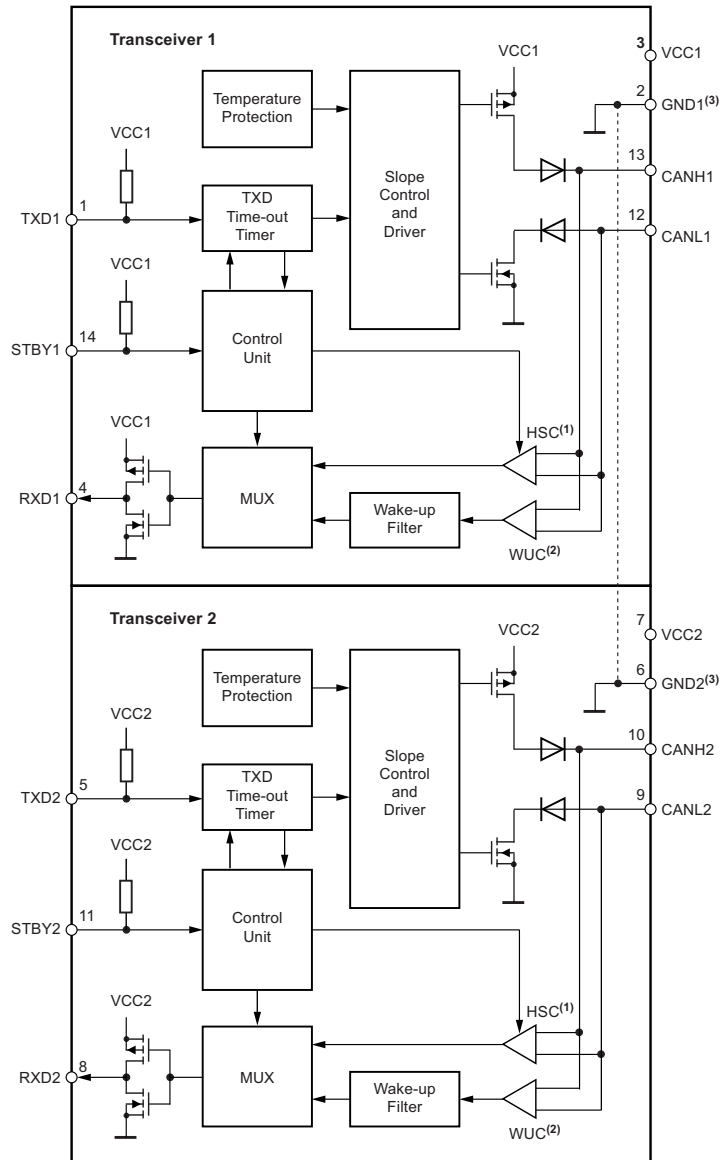 Transceiver 1
VCC1
3
VCC1
2
GND1(3)
Temperature
Protection
VCC1
13
CANH1
Slope
Control
and
Driver
TXD1
1
TXD
Time-out
Timer
12
CANL1
VCC1
STBY1
14
Control
Unit
HSC(1)
VCC1
RXD1
4
MUX
Wake-up
Filter
WUC(2)
Transceiver 2
VCC2
7
VCC2
6
GND2(3)
Temperature
Protection
VCC2
10
CANH2
Slope
Control
and
Driver
TXD2
5
TXD
Time-out
Timer
9
CANL2
VCC2
STBY2
11
Control
Unit
HSC(1)
VCC2
RXD2
8
MUX
Wake-up
Filter
WUC(2)